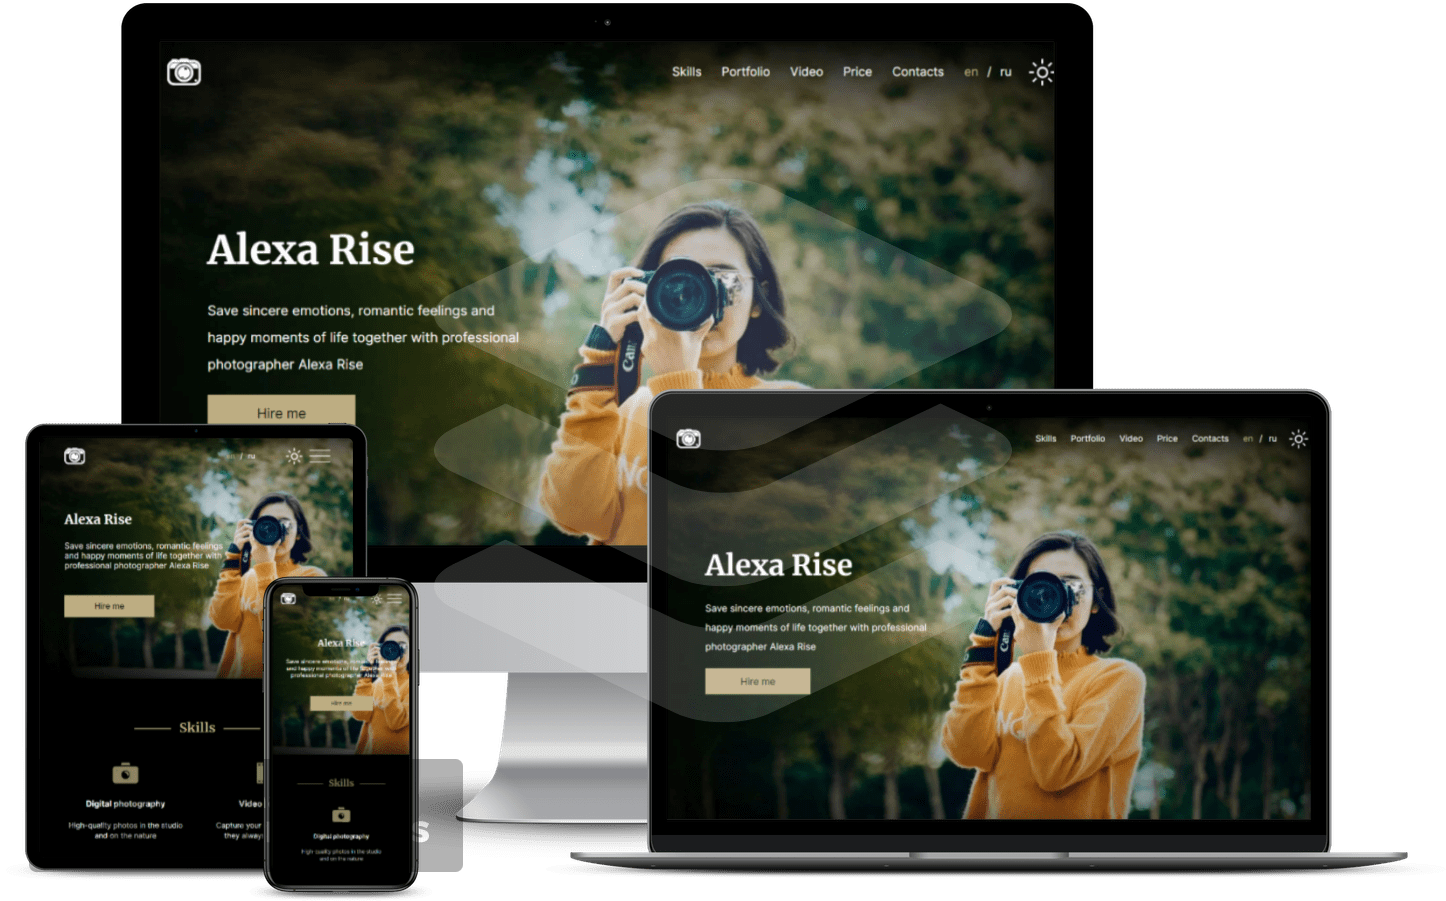 Skills Portfolio Video Price Contacts en / ru
Alexa Rise
Save sincere emotions, romantic feelings and
happy moments of life together with professional
photographer Alexa Rise
Hire me
Can
NO
en / ru
Alexa Rise
Save sincere emotions, romantic feelings
and happy moments of life together with
professional photographer Alexa Rise
Hire me
Skills
Digital photography
High-quality photos in the studio
and on the nature
Video
Capture your
they always
Alexa Rise
Save sincere emotions, romantic feelings
and happy moments of life together with
professional photographer Alexa Rise
Hire me
Skills
Digital photography
High-quality photos in the studio
and on the nature
s
Skills Portfolio Video Price Contacts en / ru
Alexa Rise
Save sincere emotions, romantic feelings and
happy moments of life together with professional
photographer Alexa Rise
Hire me
Can
NO